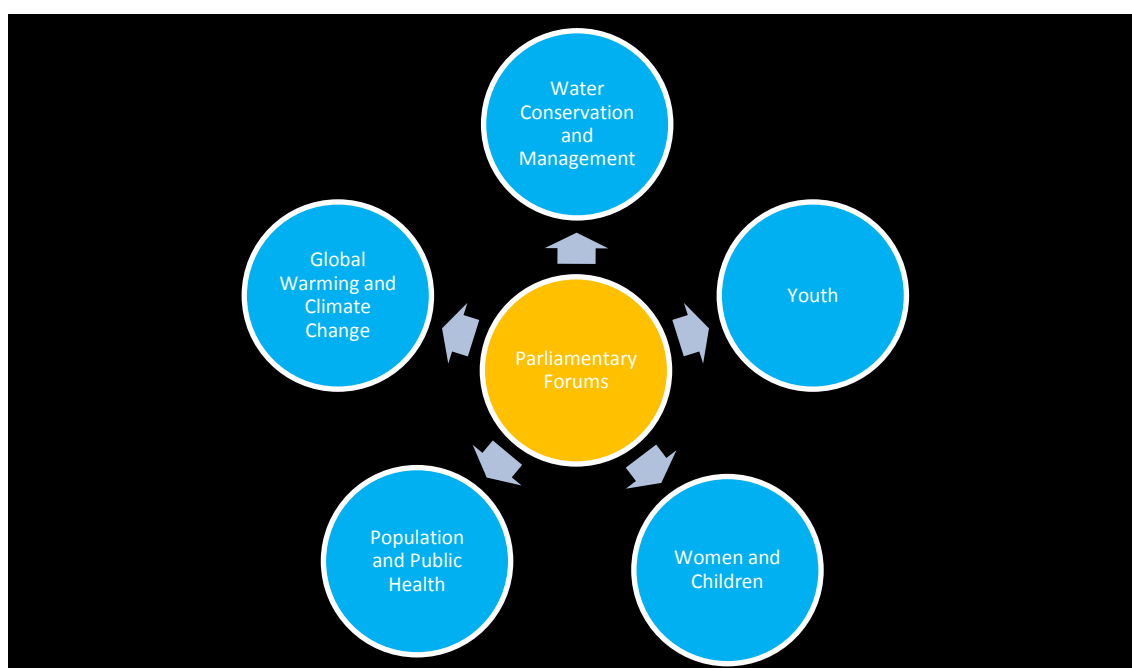 Water
Conservation
and
Management
Global
Warming and
Climate
Change
Youth
Parliamentary
Forums
Population
and Public
Health
Women and
Children